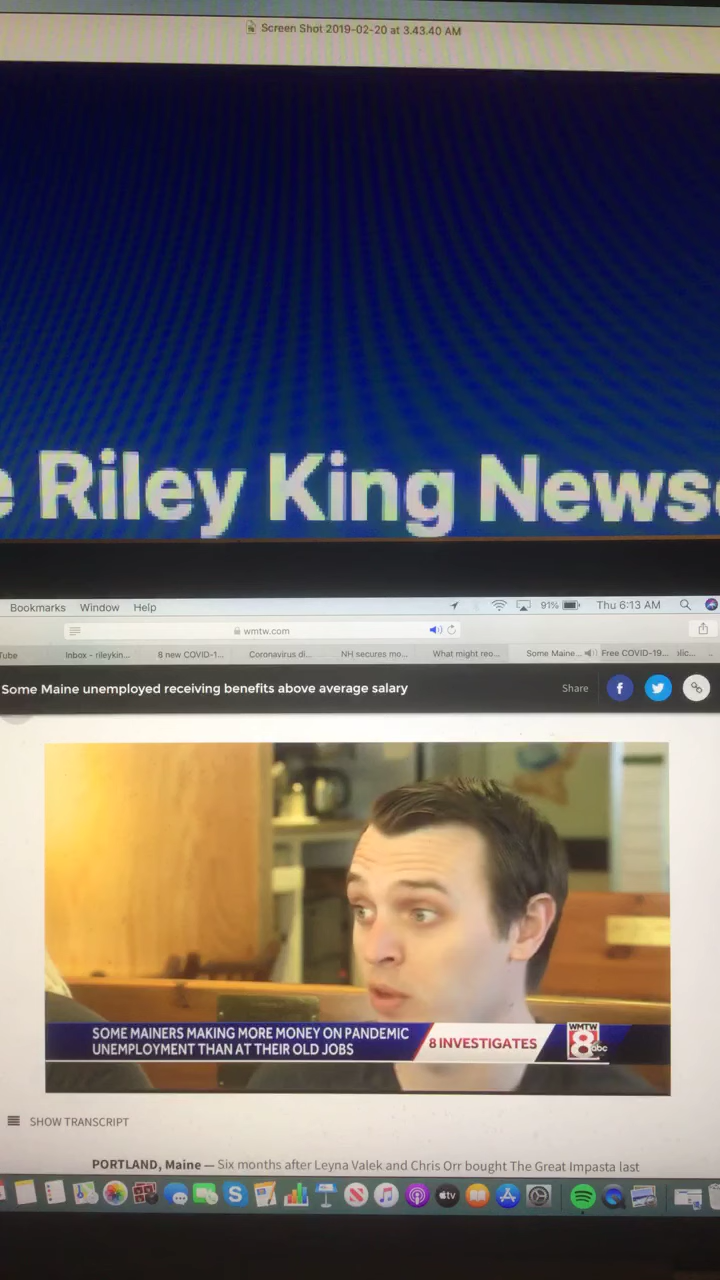 Screen Shot 2019-02-20 at 3.43.40 AM
e Riley King News
Bookmarks Window Help 91% Thu 6:13 AM
wmtw.com
Tube Inbox - rileykin... 8 new COVID-1... Coronavirus di... NH secures mo... What might reo... Some Maine... Free COVID-19...
Some Maine unemployed receiving benefits above average salary
Share
SOME MAINERS MAKING MORE MONEY ON PANDEMIC
UNEMPLOYMENT THAN AT THEIR OLD JOBS
8 INVESTIGATES
WMTW
8 abc
SHOW TRANSCRIPT
PORTLAND, Maine — Six months after Leyna Valek and Chris Orr bought The Great Impasta last
tv